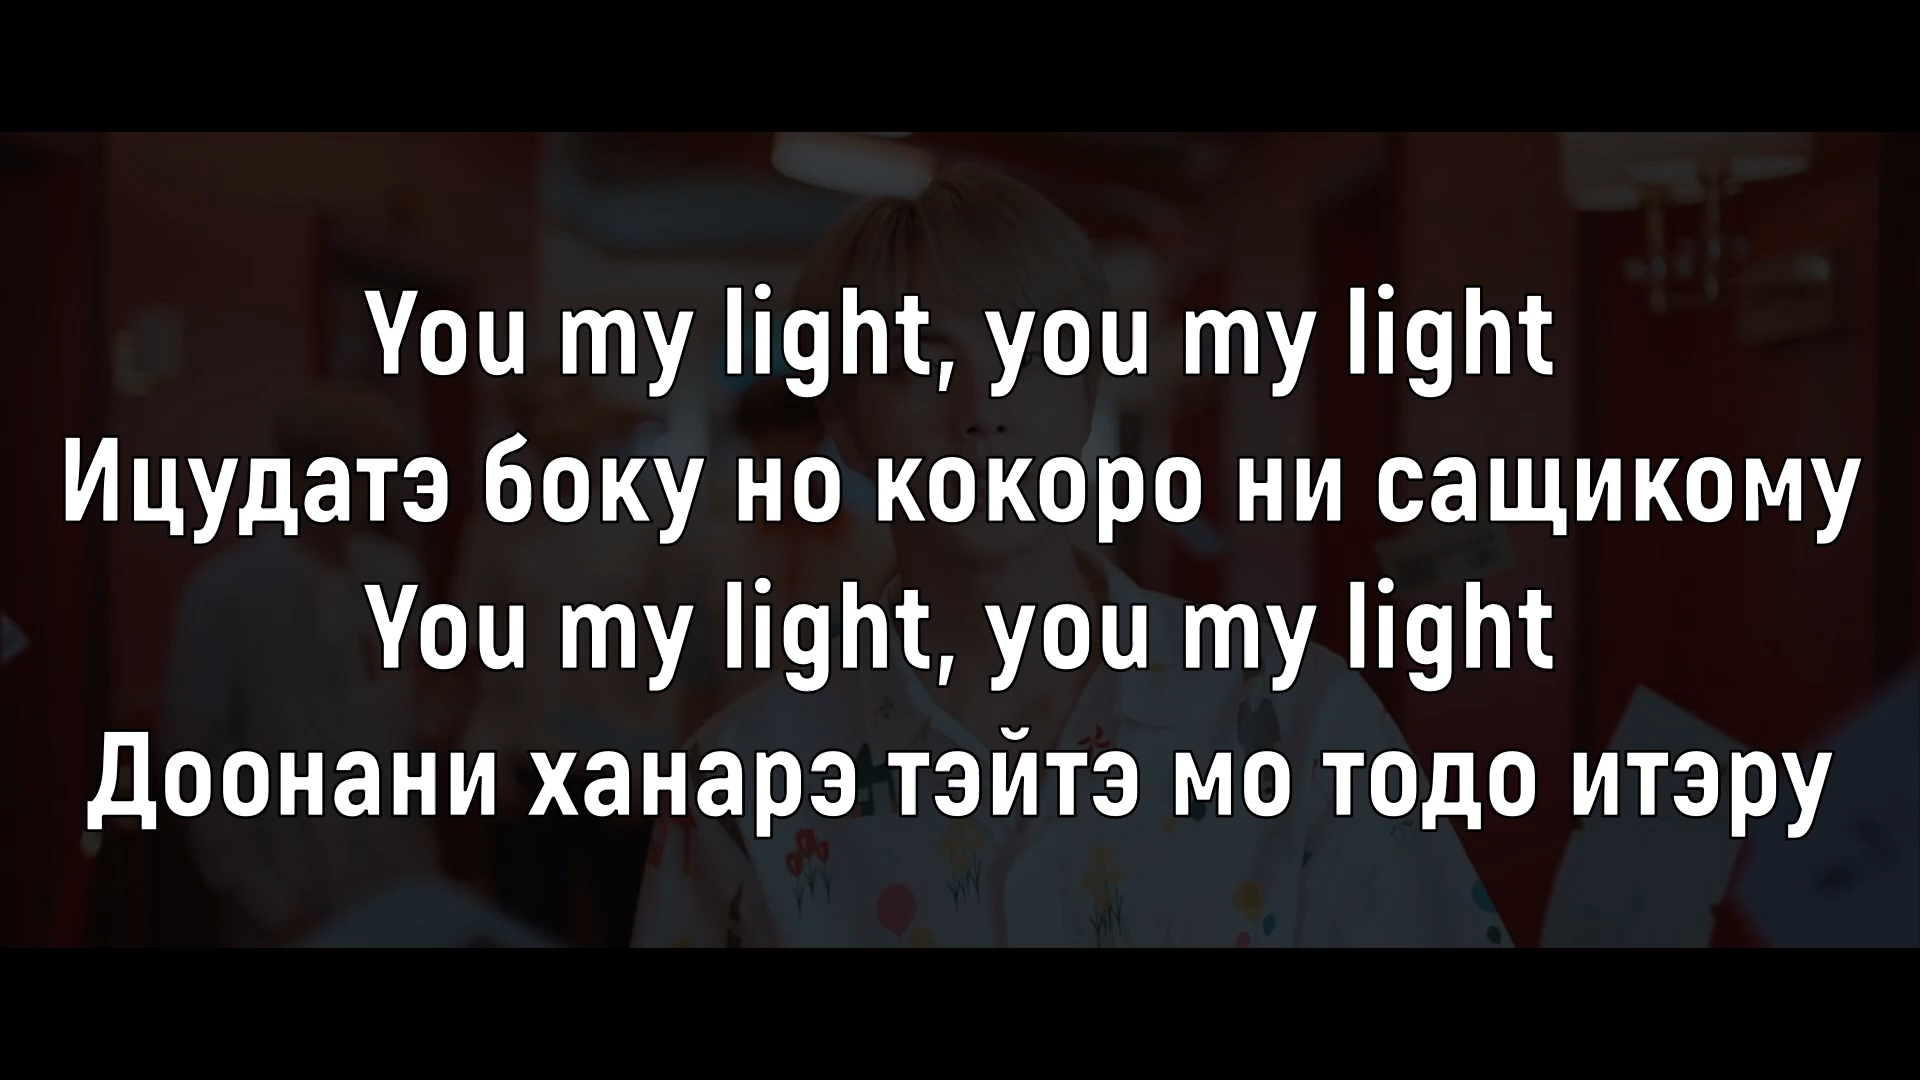 You my light, you my light
Ицудатэ боку но кокоро ни сащикому
You my light, you my light
Доонани ханарэ тэйтэ мо тодо итэру